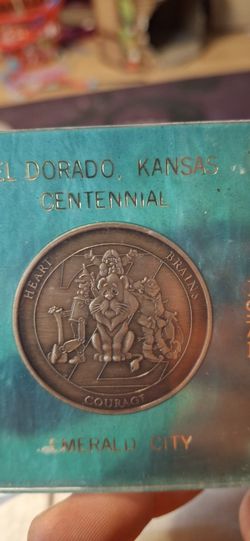 EL DORADO, KANSAS
CENTENNIAL
HEART
BRAINS
COURAGE
EMERALD CITY